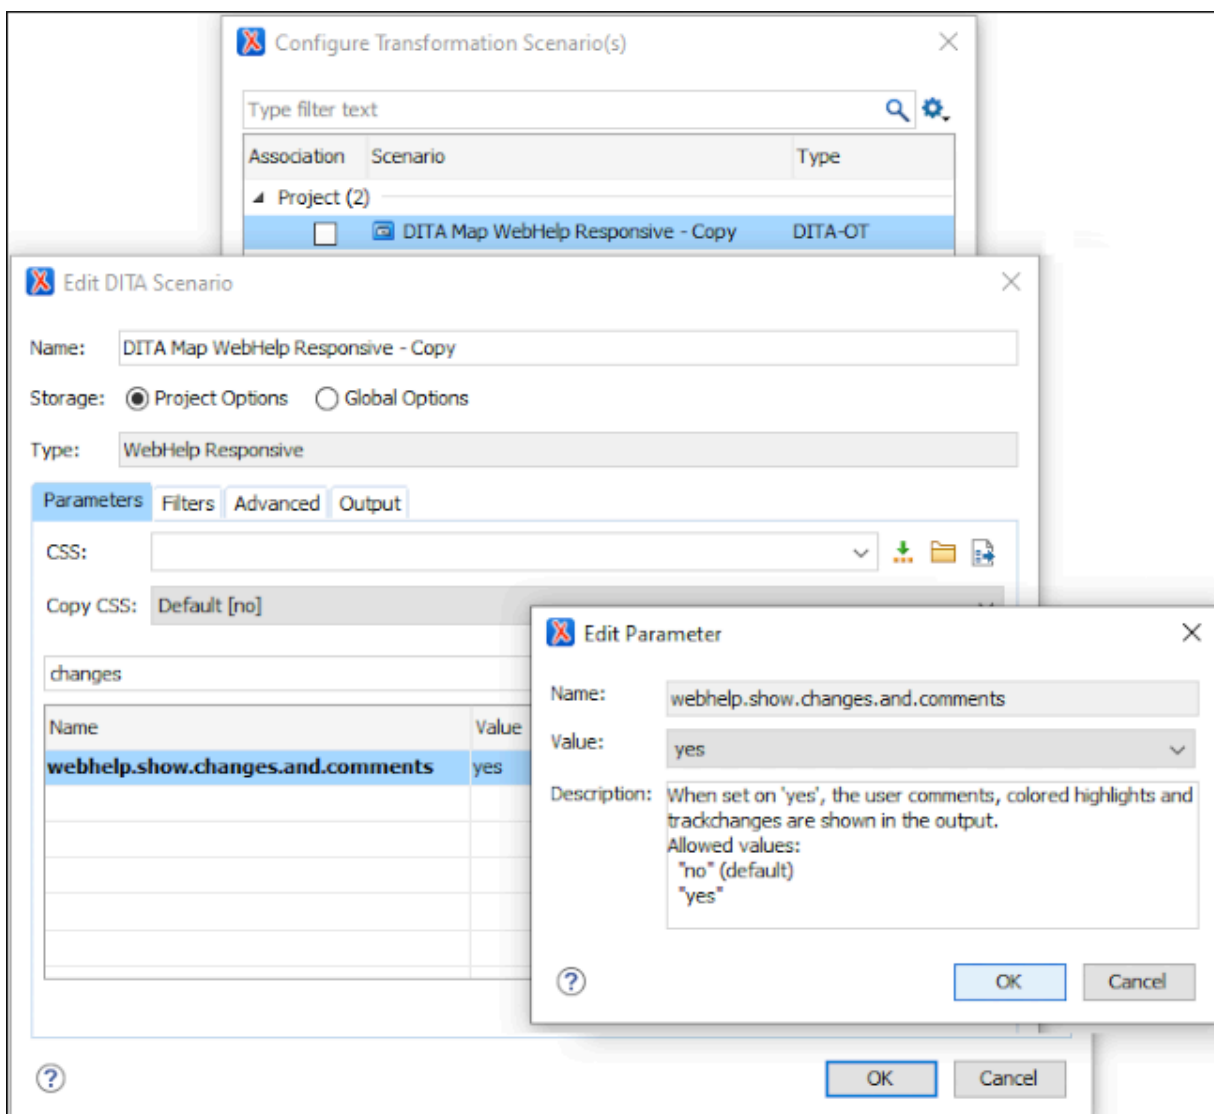 Configure Transformation Scenario(s)
Type filter text
Association Scenario Type
Project (2)
DITA Map WebHelp Responsive - Copy DITA-OT
Edit DITA Scenario
Name: DITA Map WebHelp Responsive - Copy
Storage: Project Options Global Options
Type: WebHelp Responsive
Parameters Filters Advanced Output
CSS:
Copy CSS: Default [no]
changes
Name Value
webhelp.show.changes.and.comments yes
Edit Parameter
Name: webhelp.show.changes.and.comments
Value: yes
Description: When set on 'yes', the user comments, colored highlights and
trackchanges are shown in the output.
Allowed values:
"no" (default)
"yes"
? OK Cancel
? OK Cancel